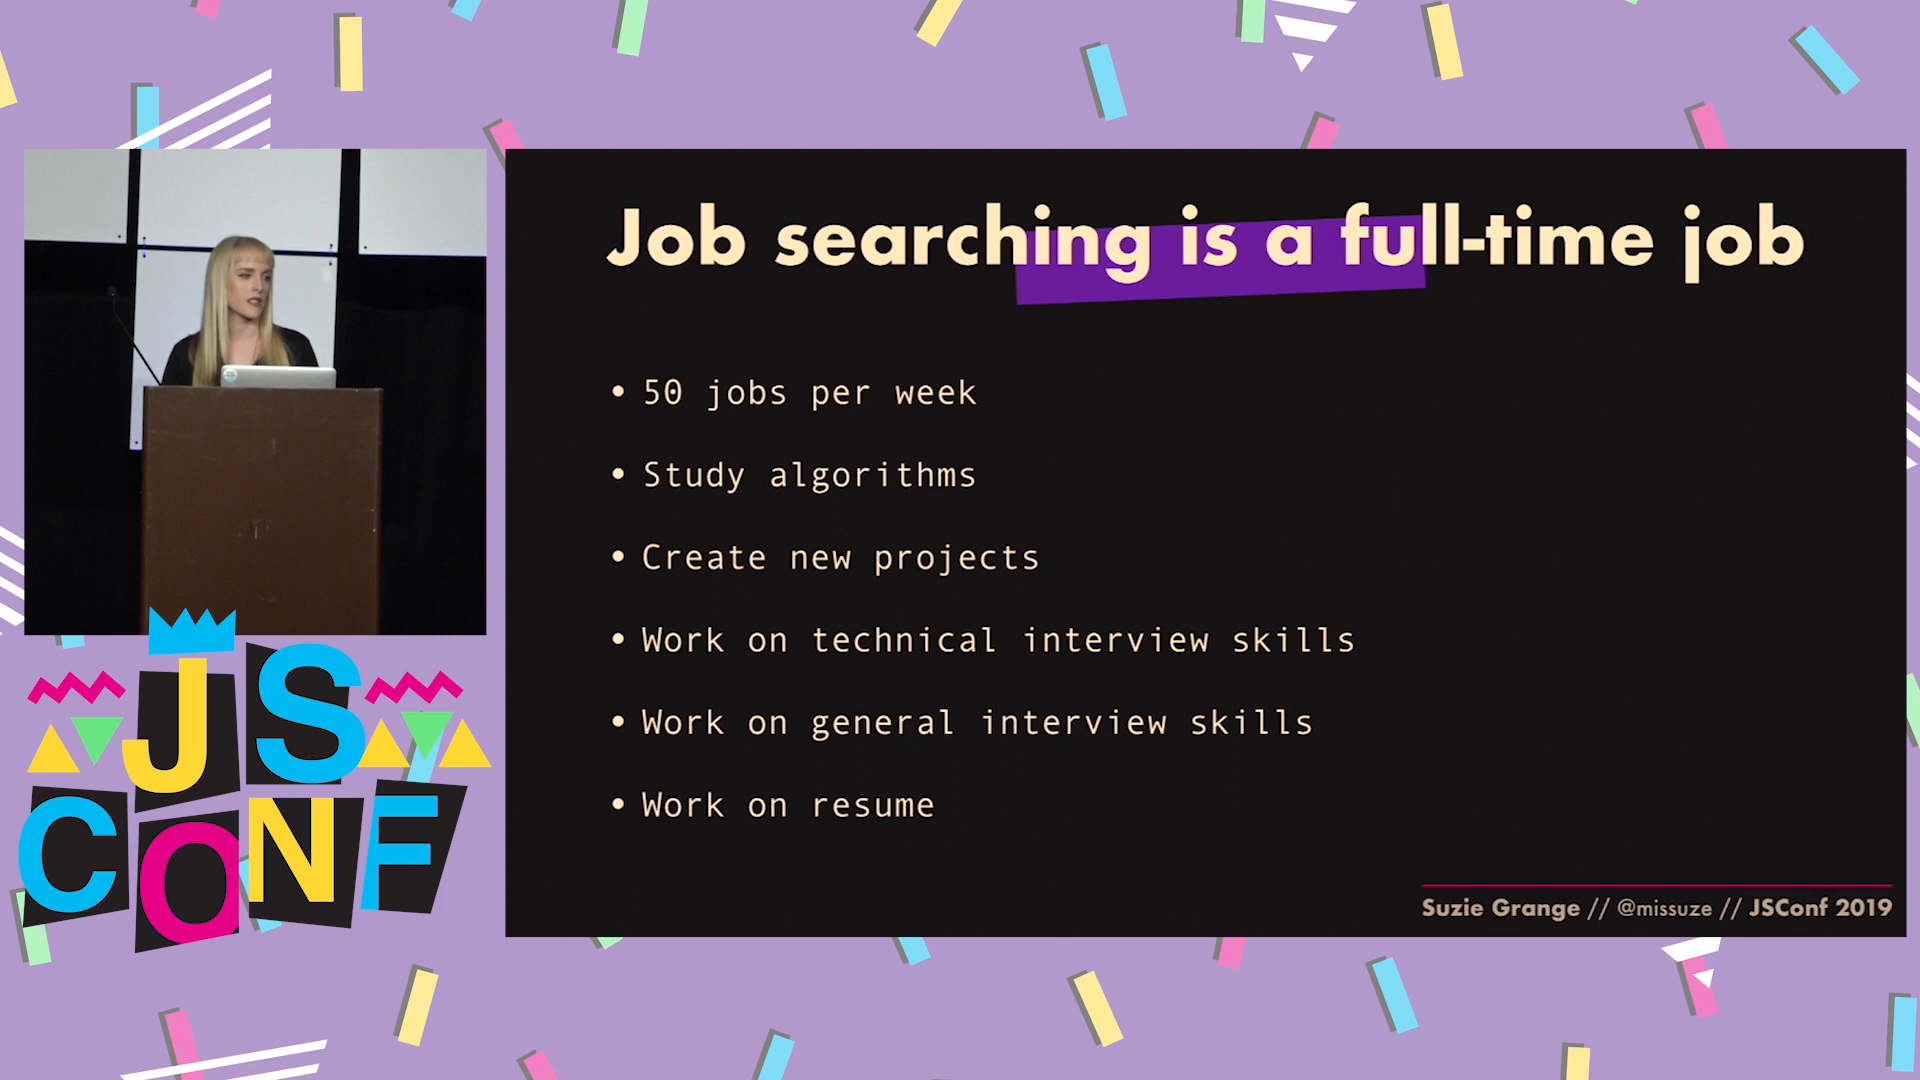 Job searching is a full-time job
• 50 jobs per week
• Study algorithms
• Create new projects
• Work on technical interview skills
• Work on general interview skills
• Work on resume
Suzie Grange // @missuze // JSConf 2019
JS
CONF